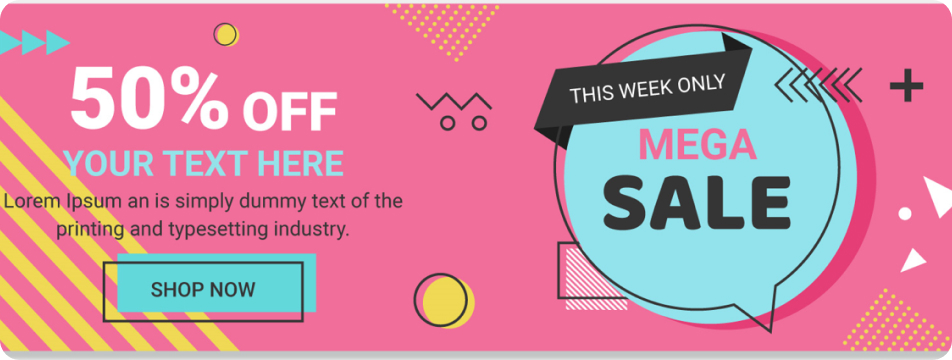 50% OFF
YOUR TEXT HERE
Lorem Ipsum an is simply dummy text of the
printing and typesetting industry.
SHOP NOW
THIS WEEK ONLY
MEGA
SALE